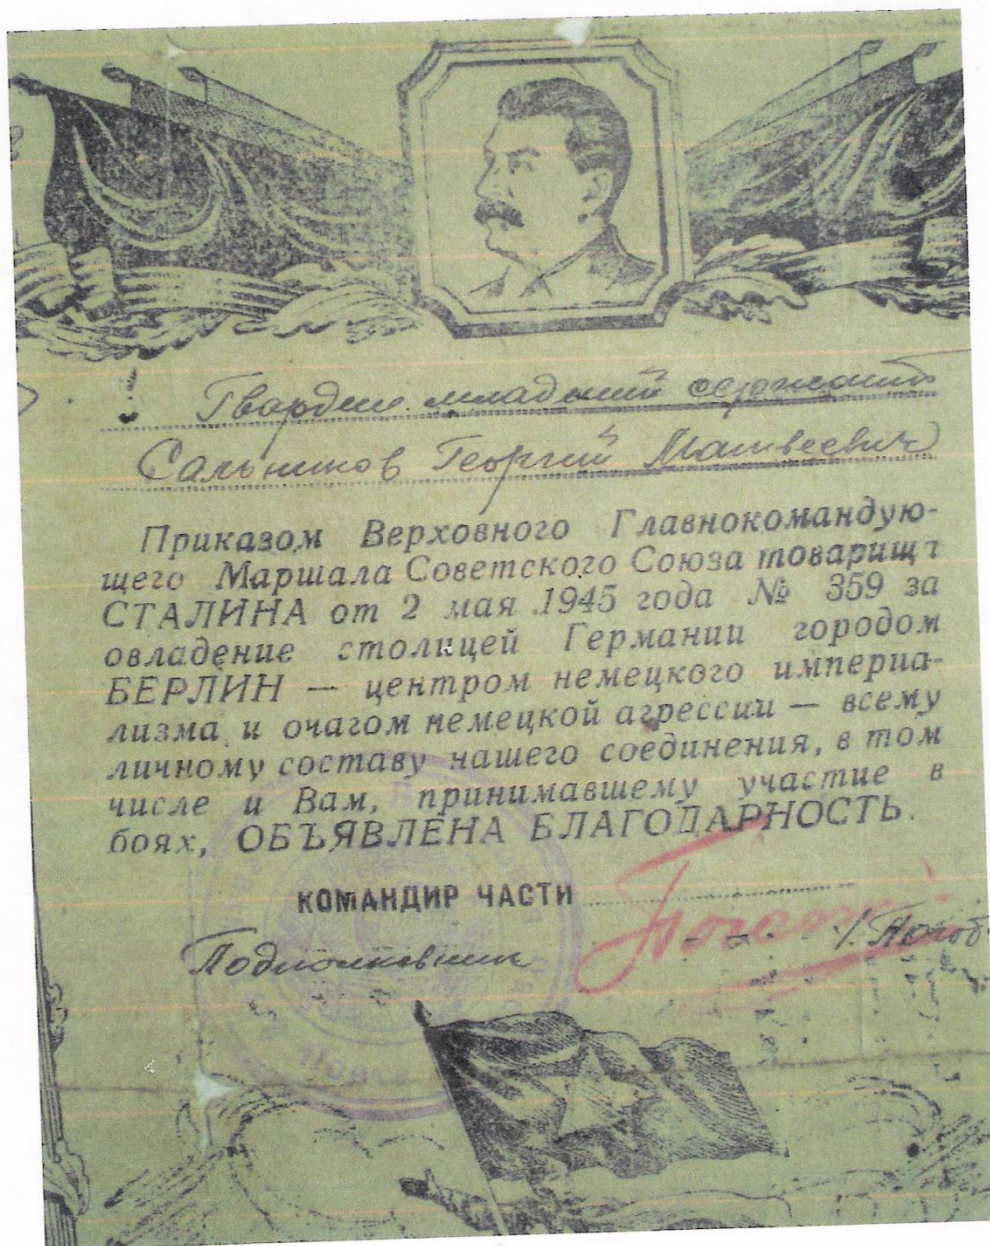 Гвардии младший сержант
Сальников Георгий Матвеевич
Приказом Верховного Главнокомандую-
щего Маршала Советского Союза товарища
СТАЛИНА от 2 мая 1945 года № 359 за
овладение столицей Германии городом
БЕРЛИН — центром немецкого империа-
лизма и очагом немецкой агрессии — всему
личному составу нашего соединения, в том
числе и Вам, принимавшему участие в
боях, ОБЪЯВЛЕНА БЛАГОДАРНОСТЬ.
КОМАНДИР ЧАСТИ
Подполковник